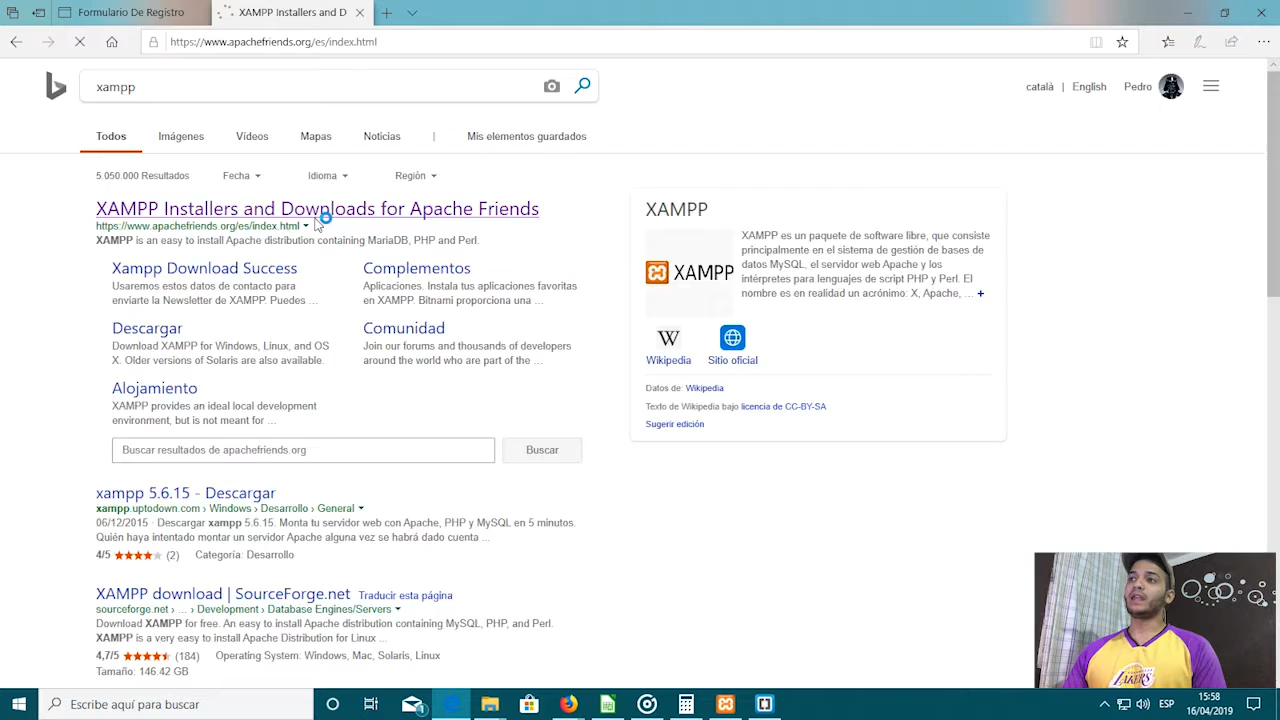 Formulario De Registro
XAMPP Installers and D
https://www.apachefriends.org/es/index.html
xampp
català | English Pedro
Todos Imágenes Vídeos Mapas Noticias | Mis elementos guardados
5.050.000 Resultados Fecha Idioma Región
XAMPP Installers and Downloads for Apache Friends
https://www.apachefriends.org/es/index.html
XAMPP is an easy to install Apache distribution containing MariaDB, PHP and Perl.
Xampp Download Success
Usaremos estos datos de contacto para
enviarte la Newsletter de XAMPP. Puedes ...
Complementos
Aplicaciones. Instala tus aplicaciones favoritas
en XAMPP. Bitnami proporciona una ...
Descargar
Download XAMPP for Windows, Linux, and OS
X. Older versions of Solaris are also available.
Comunidad
Join our forums and thousands of developers
around the world who are part of the ...
Alojamiento
XAMPP provides an ideal local development
environment, but is not meant for ...
Buscar resultados de apachefriends.org
Buscar
xampp 5.6.15 - Descargar
xampp.uptodown.com › Windows › Desarrollo › General
06/12/2015 · Descargar xampp 5.6.15. Monta tu servidor web con Apache, PHP y MySQL en 5 minutos.
Quién haya intentado montar un servidor Apache alguna vez se habrá dado cuenta ...
4/5 ★★★★☆ (2) Categoría: Desarrollo
XAMPP download | SourceForge.net Traducir esta página
sourceforge.net › ... › Development › Database Engines/Servers
Download XAMPP for free. An easy to install Apache distribution containing MySQL, PHP, and Perl.
XAMPP is a very easy to install Apache Distribution for Linux ...
4,7/5 (184) Operating System: Windows, Mac, Solaris, Linux
Tamaño: 146.42 GB
XAMPP
XAMPP
XAMPP es un paquete de software libre, que consiste
principalmente en el sistema de gestión de bases de
datos MySQL, el servidor web Apache y los
intérpretes para lenguajes de script PHP y Perl. El
nombre es en realidad un acrónimo: X, Apache, ... +
W
Wikipedia
Sitio oficial
Datos de: Wikipedia
Texto de Wikipedia bajo licencia de CC-BY-SA
Sugerir edición
LAKERS
Escribe aquí para buscar
1
ESP
15:58
16/04/2019